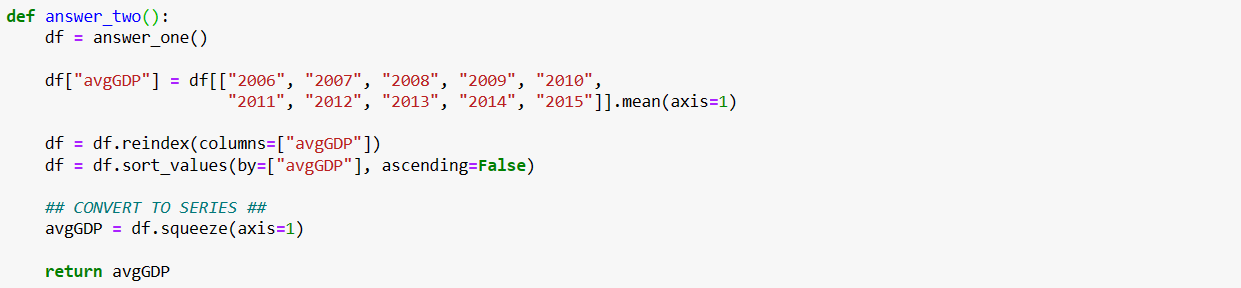 def answer_two():
    df = answer_one()

    df["avgGDP"] = df[["2006", "2007", "2008", "2009", "2010",
                       "2011", "2012", "2013", "2014", "2015"]].mean(axis=1)

    df = df.reindex(columns=["avgGDP"])
    df = df.sort_values(by=["avgGDP"], ascending=False)

    ## CONVERT TO SERIES ##
    avgGDP = df.squeeze(axis=1)

    return avgGDP